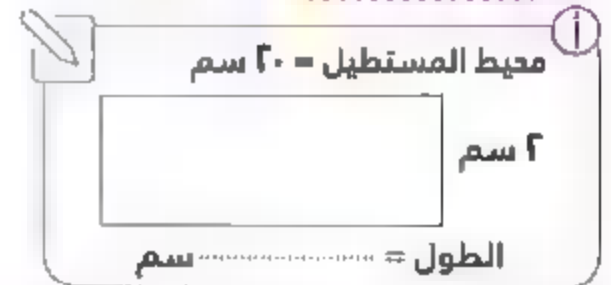 أ
محيط المستطيل = ٢٠ سم
٢ سم
الطول = .................. سم